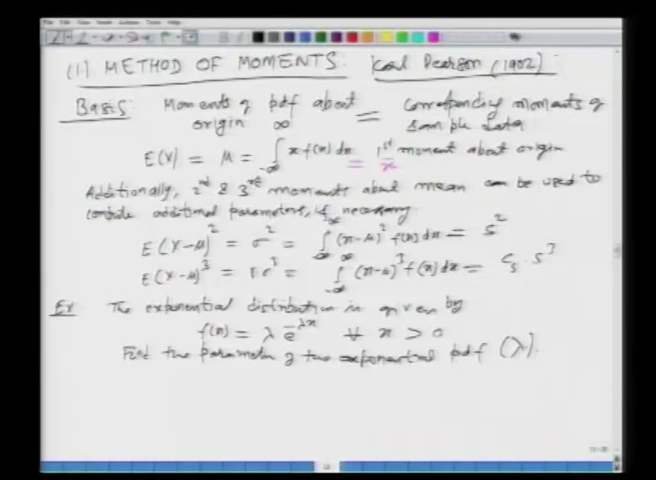 (1) METHOD OF MOMENTS: Karl Pearson (1902):
Basis: Moments of pdf about origin = Corresponding moments of sample data
E(X) = μ = ∫_{-∞}^{∞} x f(x) dx = 1st moment about origin
= x̄
Additionally, 2nd & 3rd moments about mean can be used to
additional parameters, if necessary
E(X-μ)² = σ² = ∫_{-∞}^{∞} (x-μ)² f(x) dx = S²
E(X-μ)³ = γσ³ = ∫_{-∞}^{∞} (x-μ)³ f(x) dx = Cs · S³
Ex The exponential distribution is given by
f(x) = λ e^{-λx} ∀ x > 0
Find the parameter of the exponential pdf (λ).